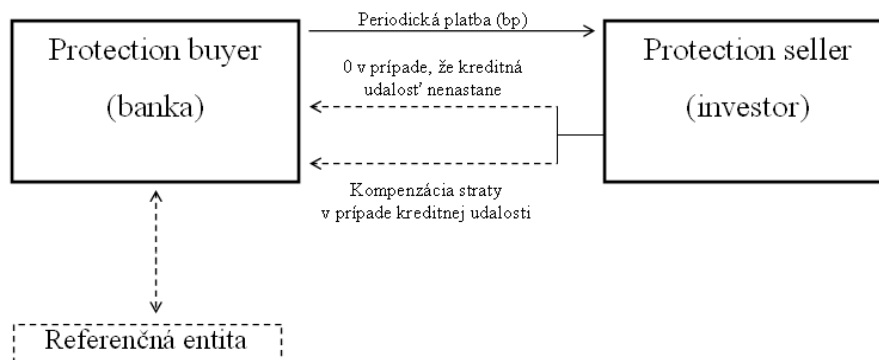 Periodická platba (bp)
Protection buyer
(banka)
Protection seller
(investor)
0 v prípade, že kreditná
udalosť nenastane
Kompenzácia straty
v prípade kreditnej udalosti
Referenčná entita